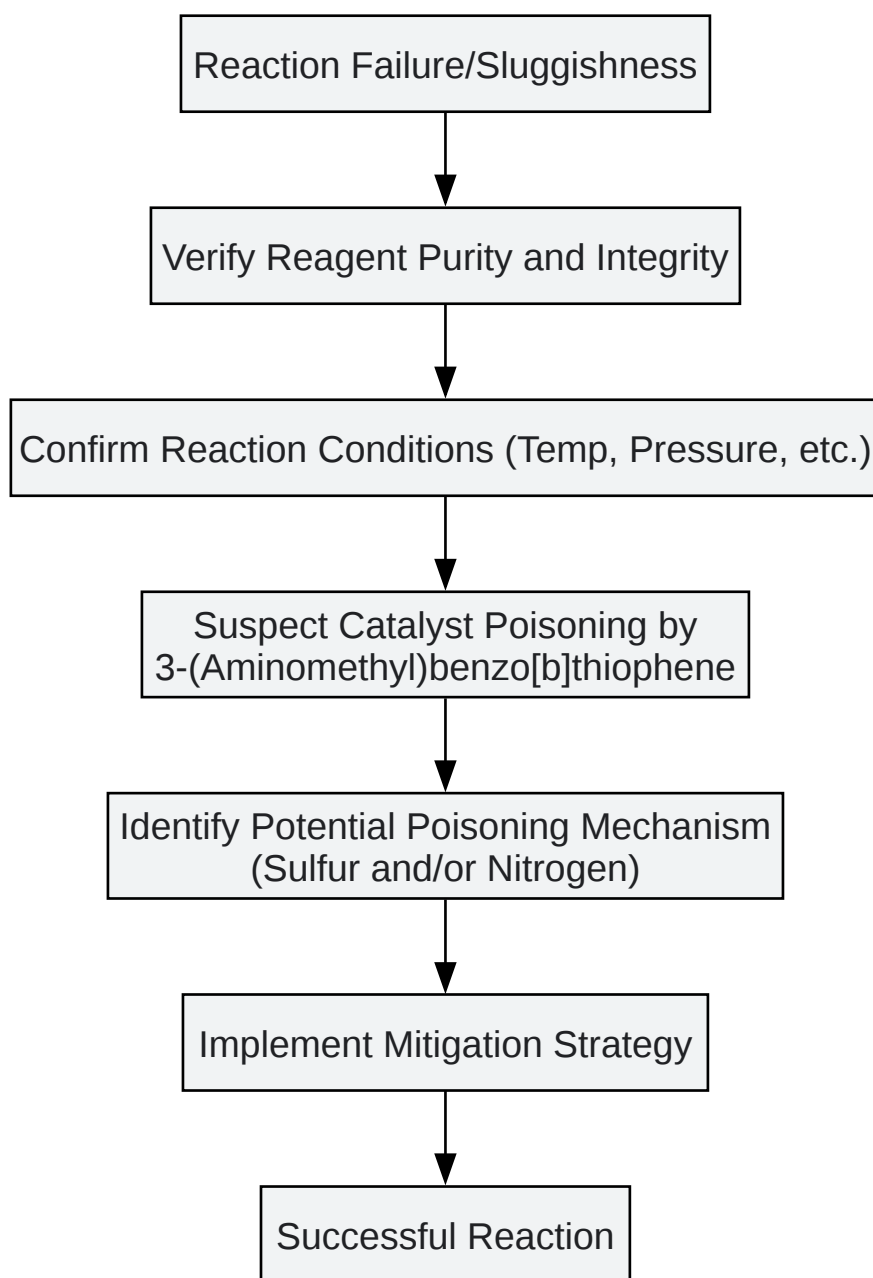 Reaction Failure/Sluggishness
Verify Reagent Purity and Integrity
Confirm Reaction Conditions (Temp, Pressure, etc.)
Suspect Catalyst Poisoning by
3-(Aminomethyl)benzo[b]thiophene
Identify Potential Poisoning Mechanism
(Sulfur and/or Nitrogen)
Implement Mitigation Strategy
Successful Reaction